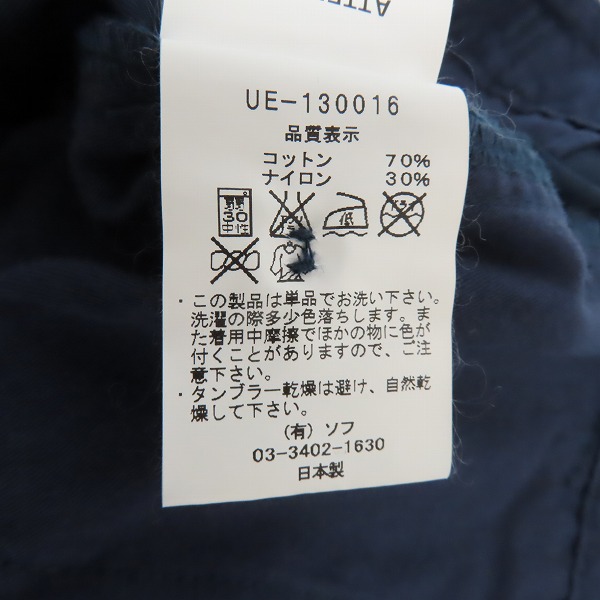 UE-130016
品質表示
コットン 70%
ナイロン 30%
弱
30
中性
低
ドライ
・この製品は単品でお洗い下さい。
洗濯の際多少色落ちします。ま
た着用中摩擦でほかの物に色が
付くことがありますので、ご注
意下さい。
・タンブラー乾燥は避け、自然乾
燥して下さい。
(有) ソフ
03-3402-1630
日本製